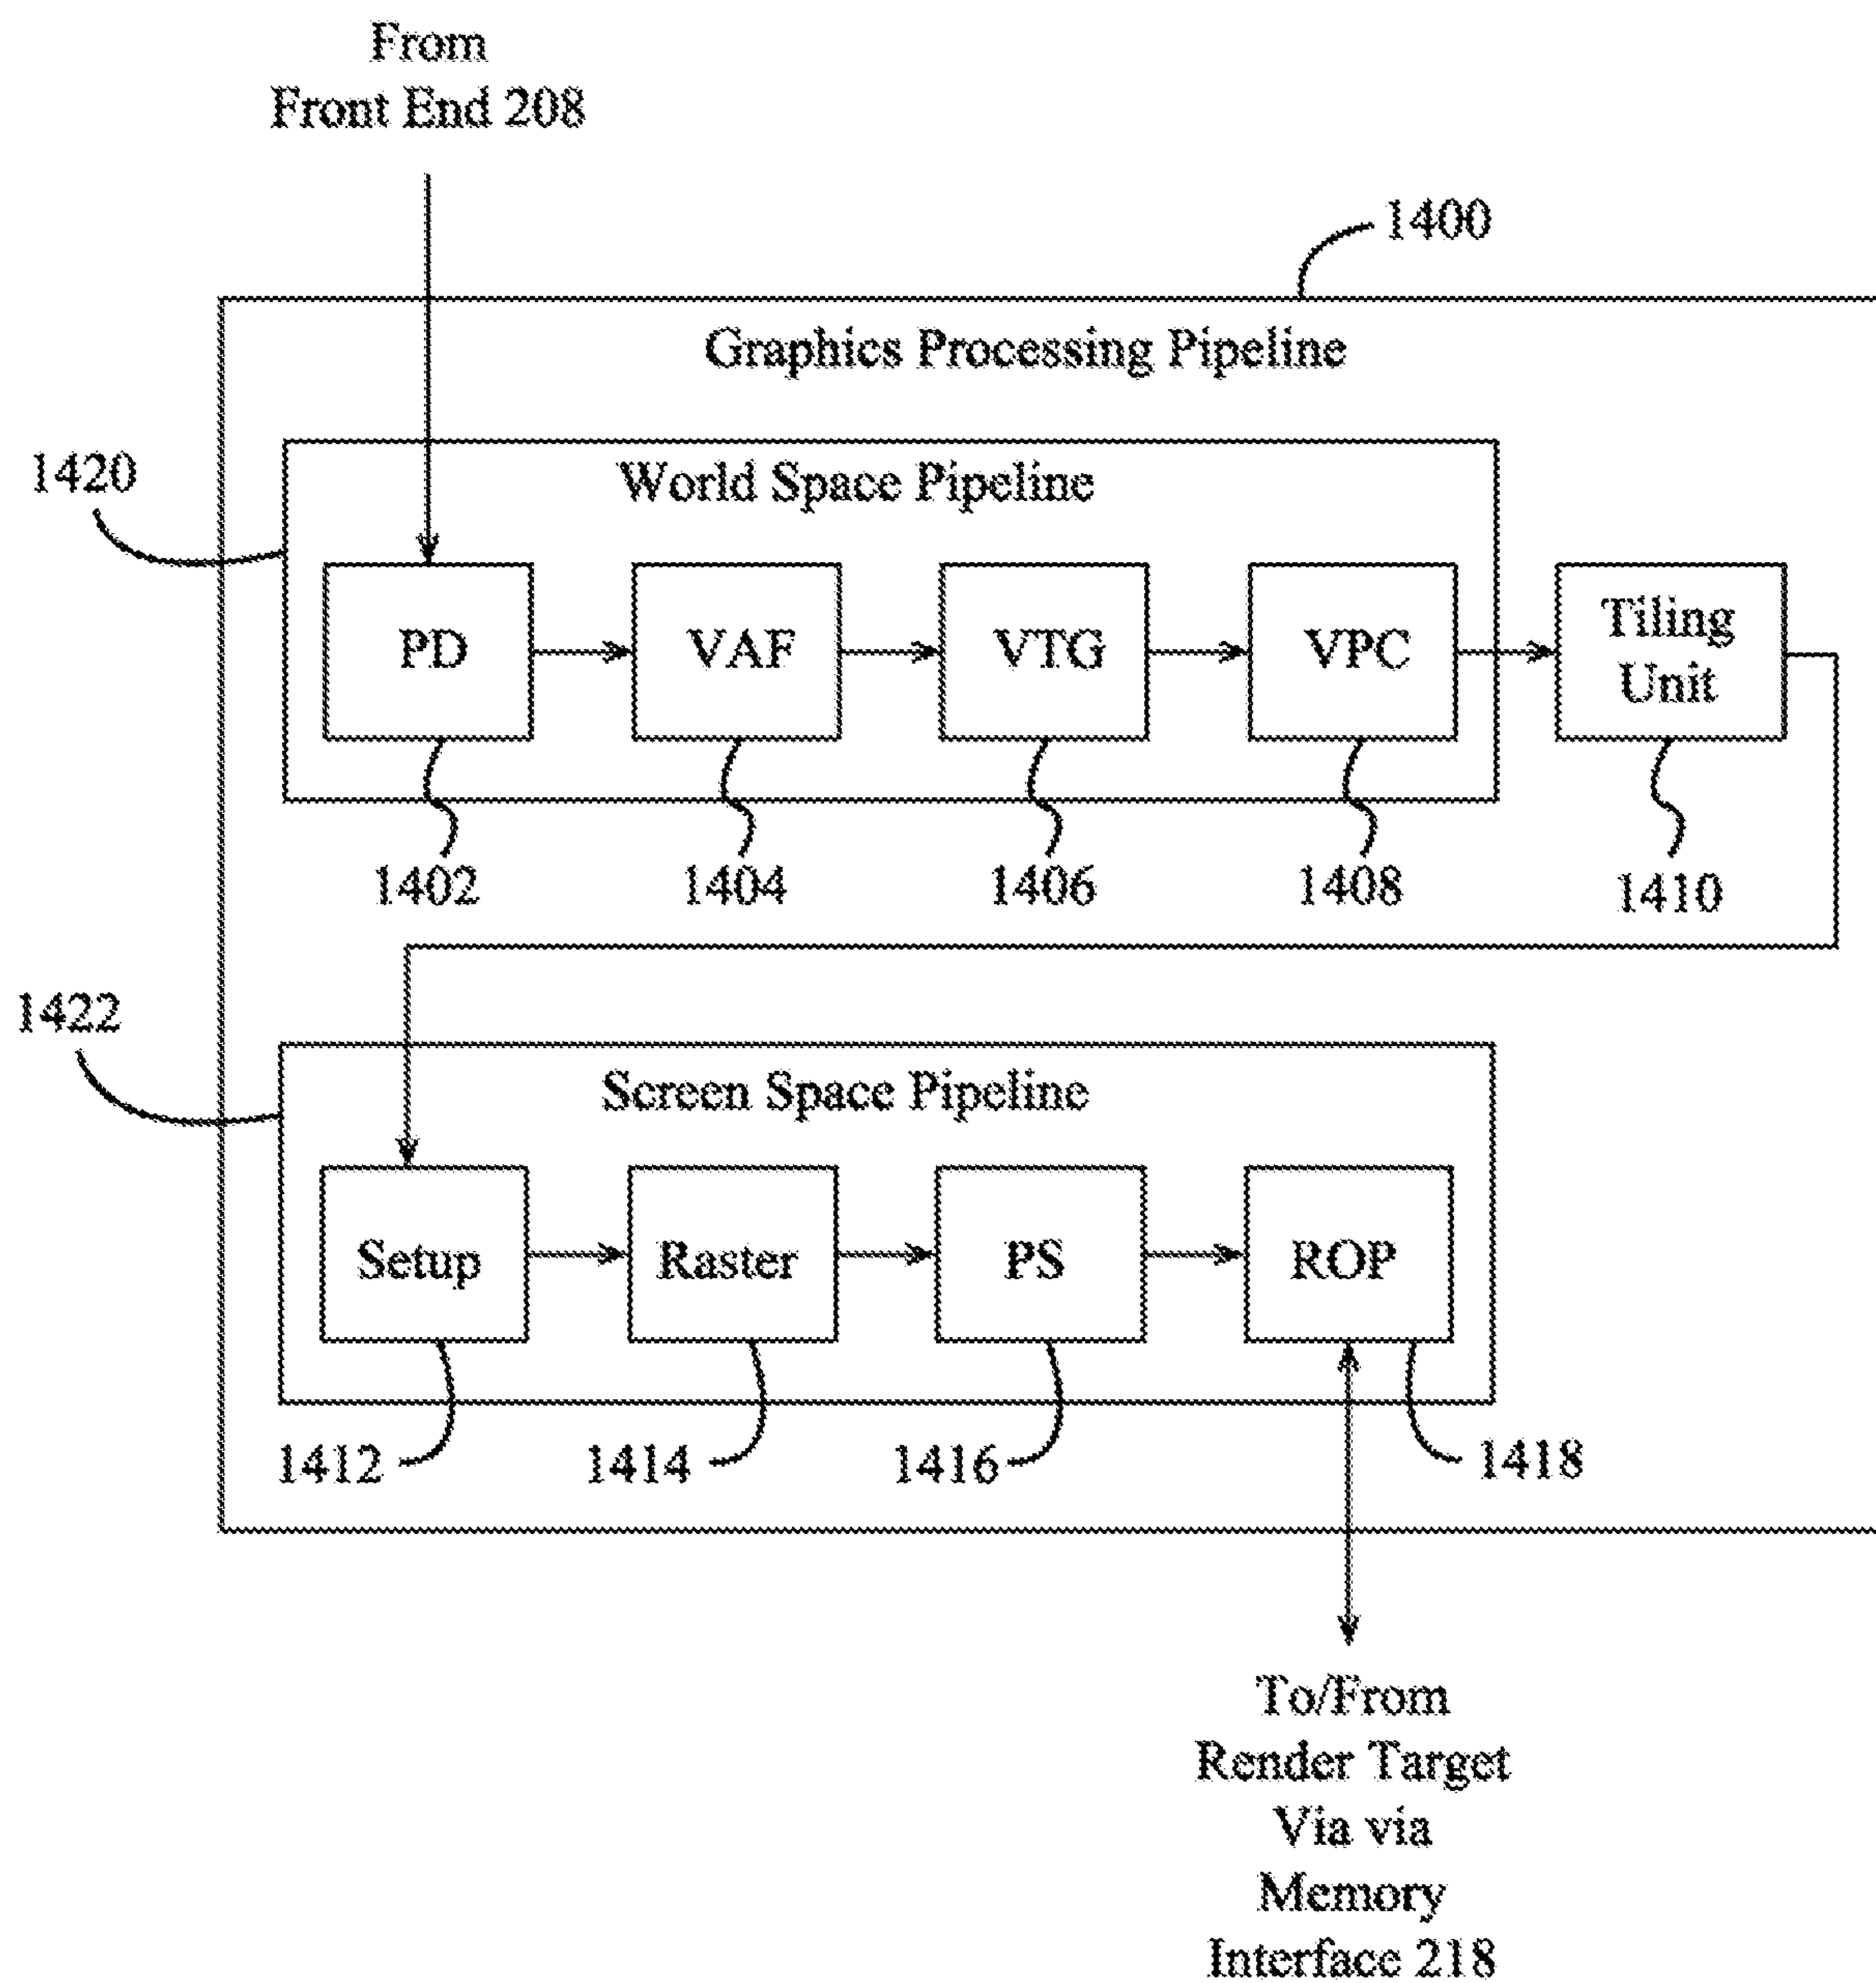 From
Front End 208
1400
Graphics Processing Pipeline
1420
World Space Pipeline
PD
VAF
VTG
VPC
Tiling
Unit
1402
1404
1406
1408
1410
1422
Screen Space Pipeline
Setup
Raster
PS
ROP
1412
1414
1416
1418
To/From
Render Target
Via via
Memory
Interface 218